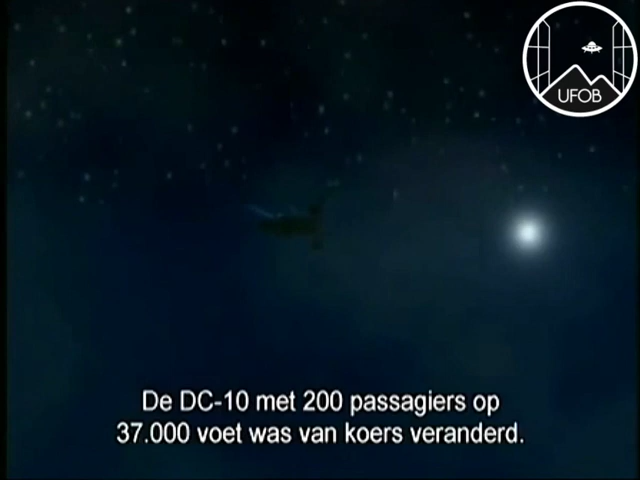 UFOB
De DC-10 met 200 passagiers op
37.000 voet was van koers veranderd.